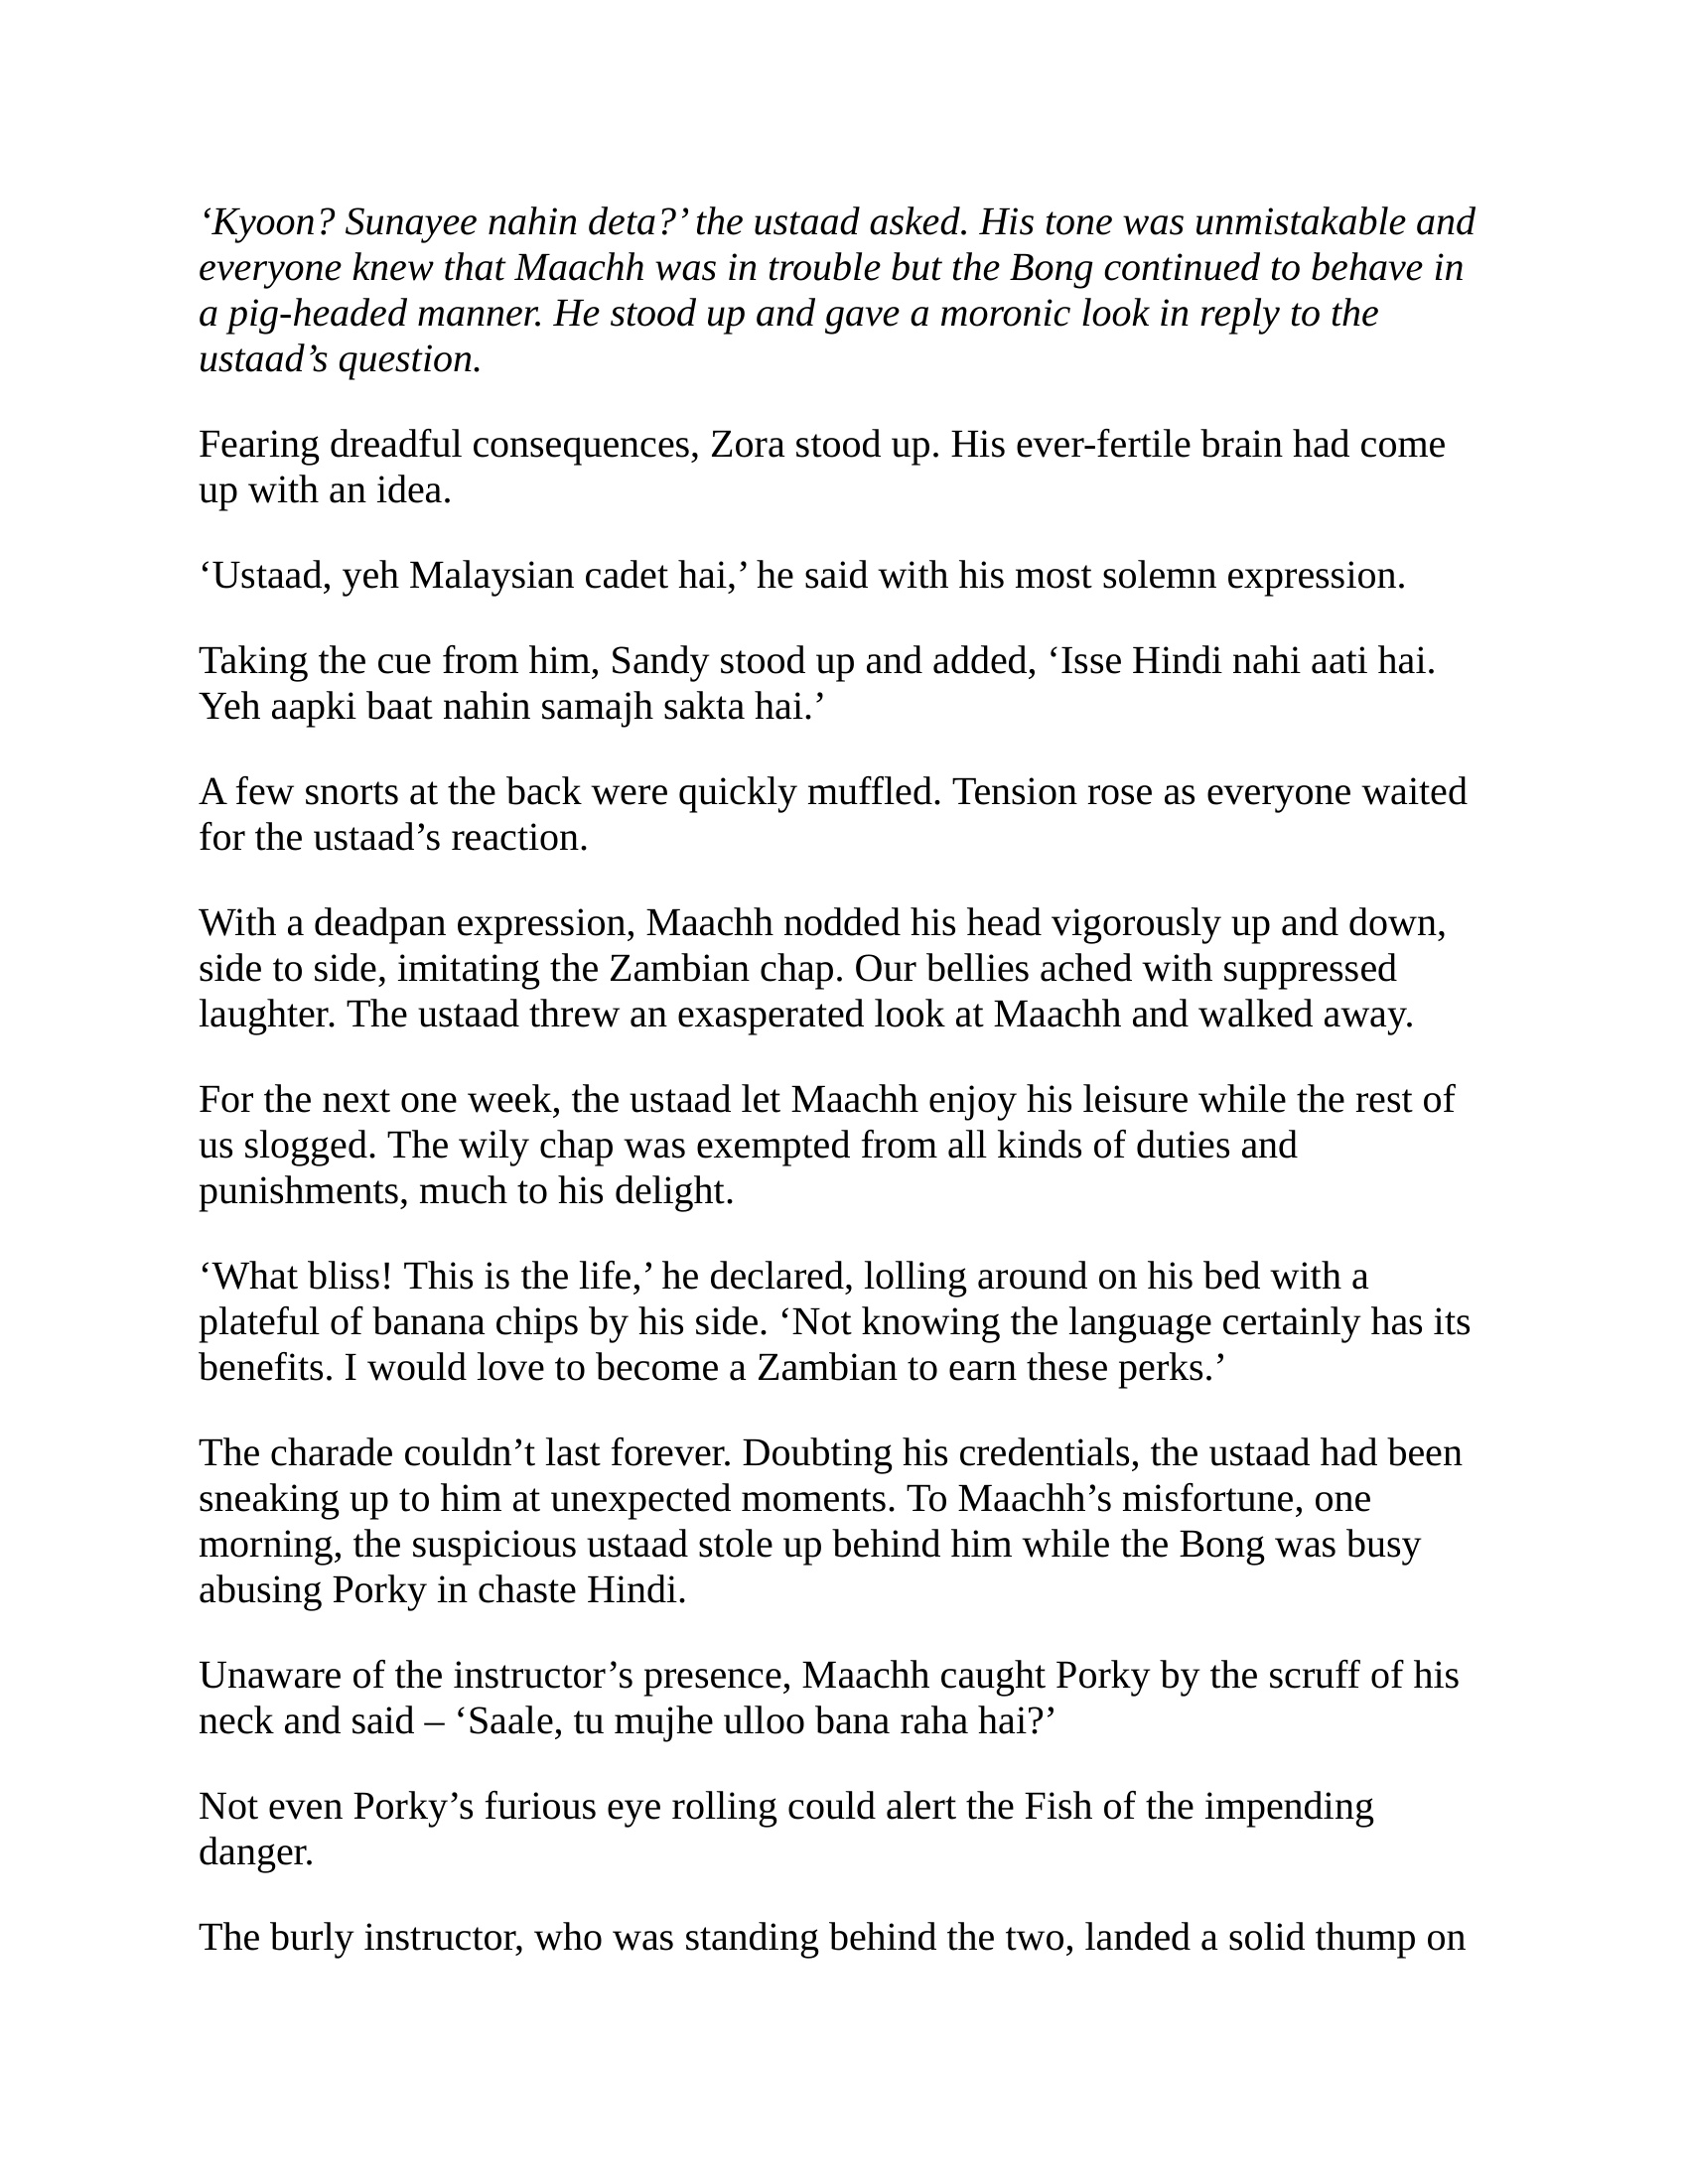 ‘Kyoon? Sunayee nahin deta?’ the ustaad asked. His tone was unmistakable and
everyone knew that Maachh was in trouble but the Bong continued to behave in
a pig-headed manner. He stood up and gave a moronic look in reply to the
ustaad’s question.
Fearing dreadful consequences, Zora stood up. His ever-fertile brain had come
up with an idea.
‘Ustaad, yeh Malaysian cadet hai,’ he said with his most solemn expression.
Taking the cue from him, Sandy stood up and added, ‘Isse Hindi nahi aati hai.
Yeh aapki baat nahin samajh sakta hai.’
A few snorts at the back were quickly muffled. Tension rose as everyone waited
for the ustaad’s reaction.
With a deadpan expression, Maachh nodded his head vigorously up and down,
side to side, imitating the Zambian chap. Our bellies ached with suppressed
laughter. The ustaad threw an exasperated look at Maachh and walked away.
For the next one week, the ustaad let Maachh enjoy his leisure while the rest of
us slogged. The wily chap was exempted from all kinds of duties and
punishments, much to his delight.
‘What bliss! This is the life,’ he declared, lolling around on his bed with a
plateful of banana chips by his side. ‘Not knowing the language certainly has its
benefits. I would love to become a Zambian to earn these perks.’
The charade couldn’t last forever. Doubting his credentials, the ustaad had been
sneaking up to him at unexpected moments. To Maachh’s misfortune, one
morning, the suspicious ustaad stole up behind him while the Bong was busy
abusing Porky in chaste Hindi.
Unaware of the instructor’s presence, Maachh caught Porky by the scruff of his
neck and said – ‘Saale, tu mujhe ulloo bana raha hai?’
Not even Porky’s furious eye rolling could alert the Fish of the impending
danger.
The burly instructor, who was standing behind the two, landed a solid thump on